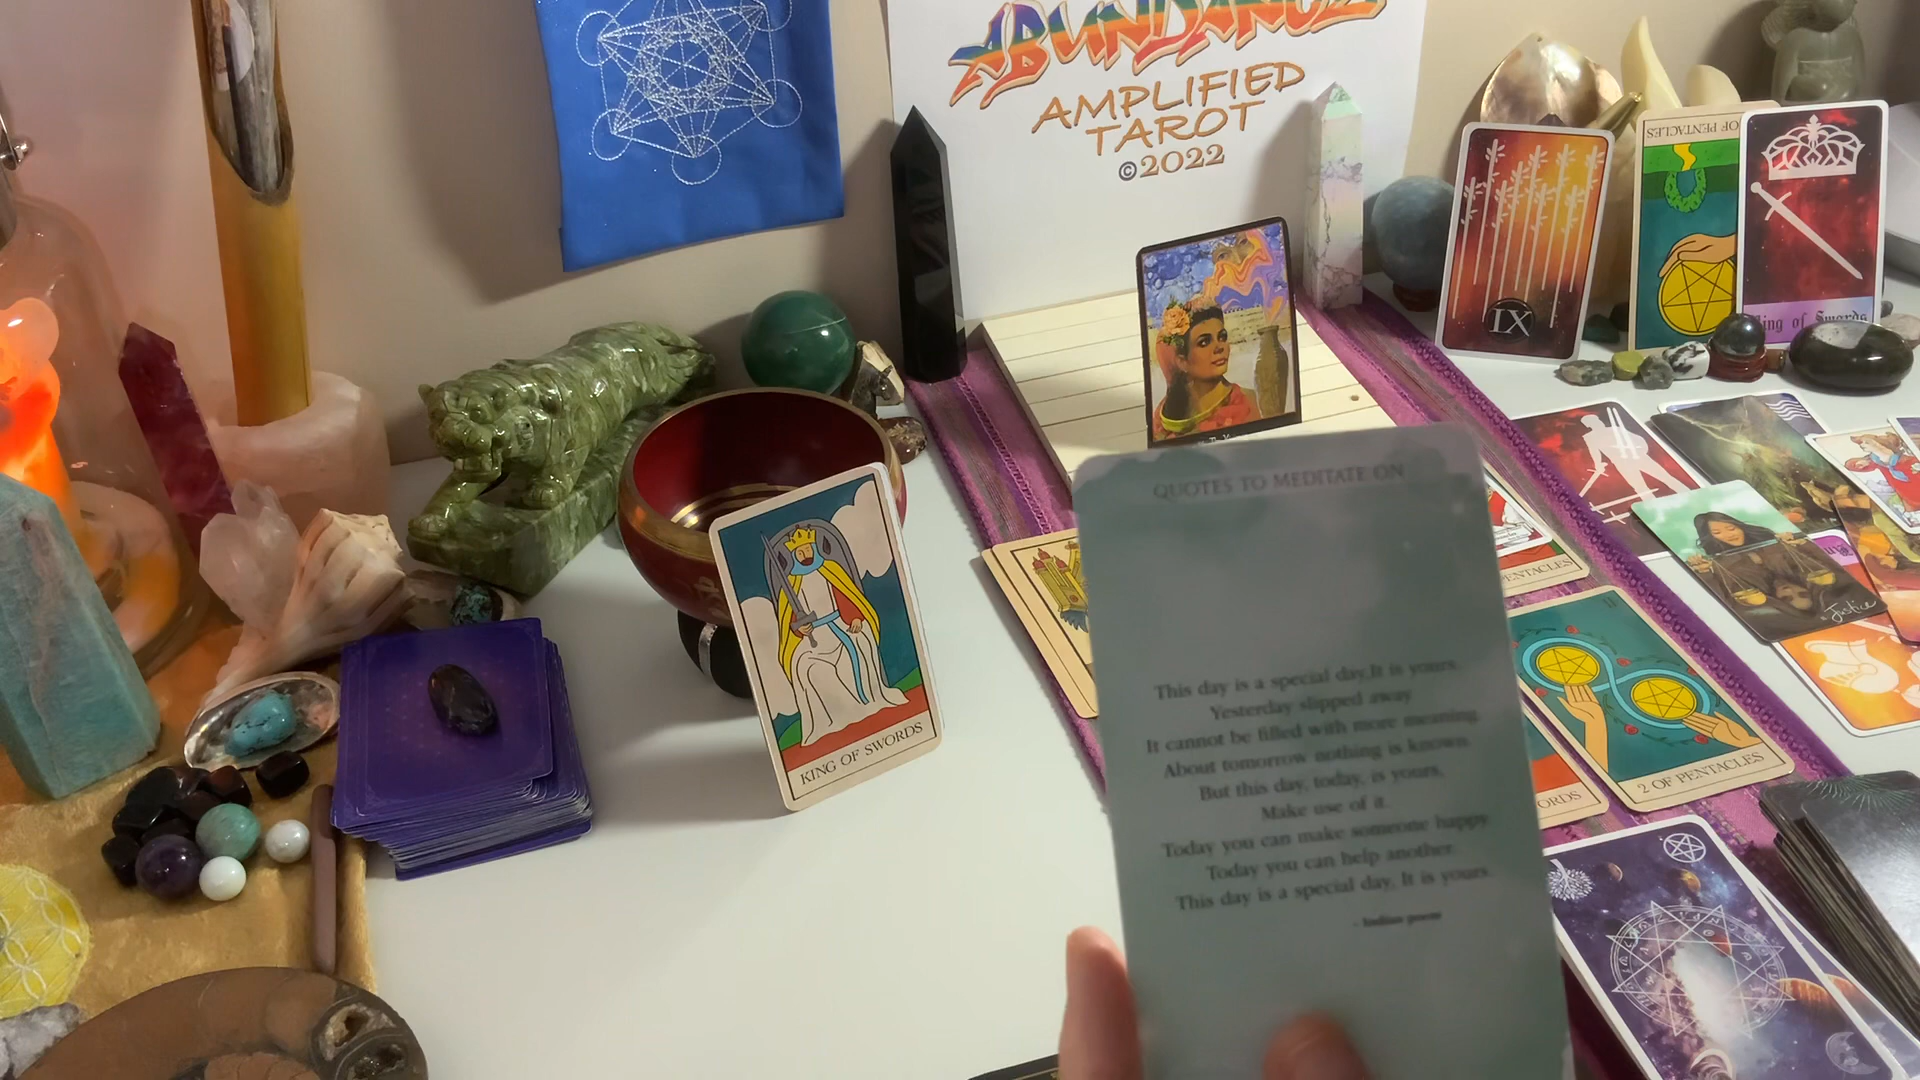 ABUNDANCE
AMPLIFIED
TAROT
©2022
OF PENTACLES
IX
King of Swords
QUOTES TO MEDITATE ON
This day is a special day.It is yours.
Yesterday slipped away
It cannot be filled with more meaning.
About tomorrow nothing is known.
But this day, today, is yours.
Make use of it.
Today you can make someone happy
Today you can help another.
This day is a special day. It is yours.
- Indian poem
KING OF SWORDS
PENTACLES
Justice
II
2 OF PENTACLES
ORDS